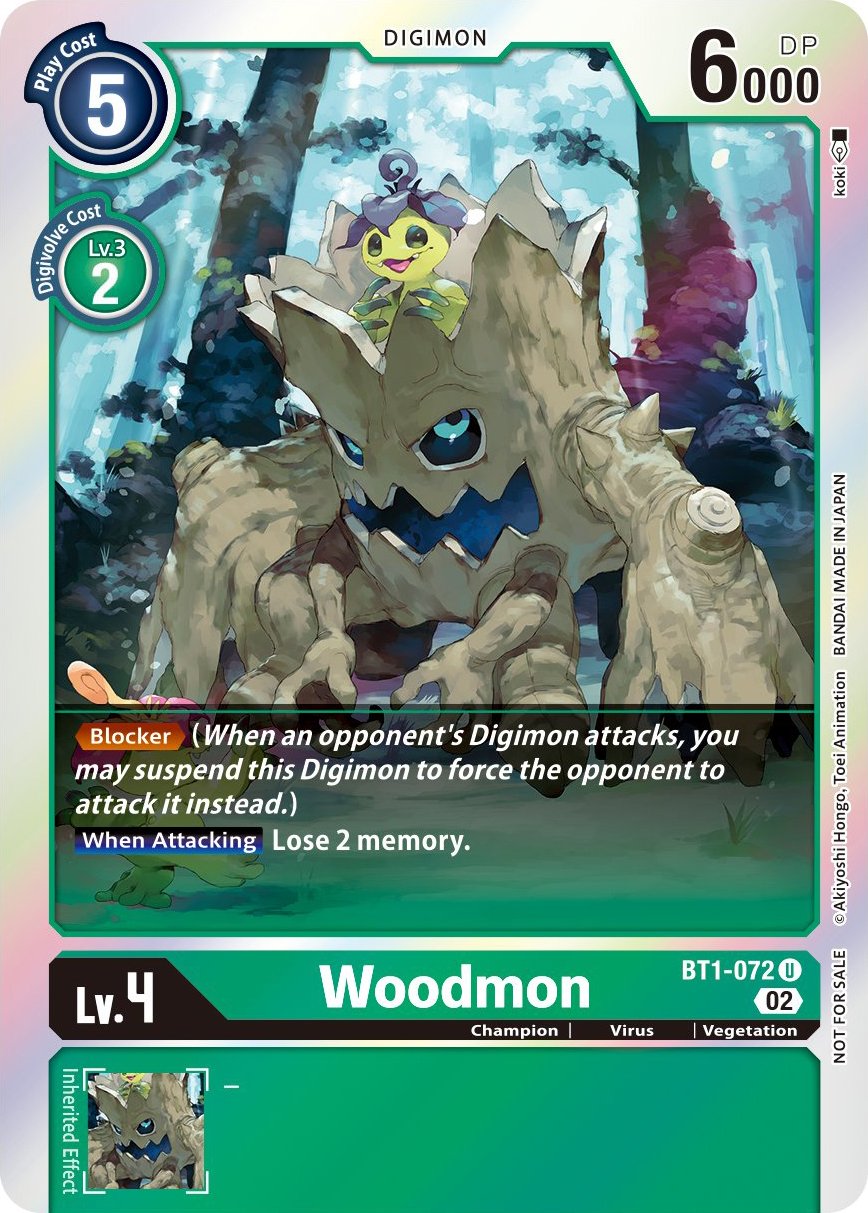 DIGIMON
Play Cost
5
DP
6000
Digivolve Cost
Lv.3
2
koki
BANDAI MADE IN JAPAN
©Akiyoshi Hongo, Toei Animation
NOT FOR SALE
Blocker (When an opponent's Digimon attacks, you
may suspend this Digimon to force the opponent to
attack it instead.)
When Attacking Lose 2 memory.
Lv.4
Woodmon
BT1-072 U
02
Champion | Virus | Vegetation
Inherited Effect
–